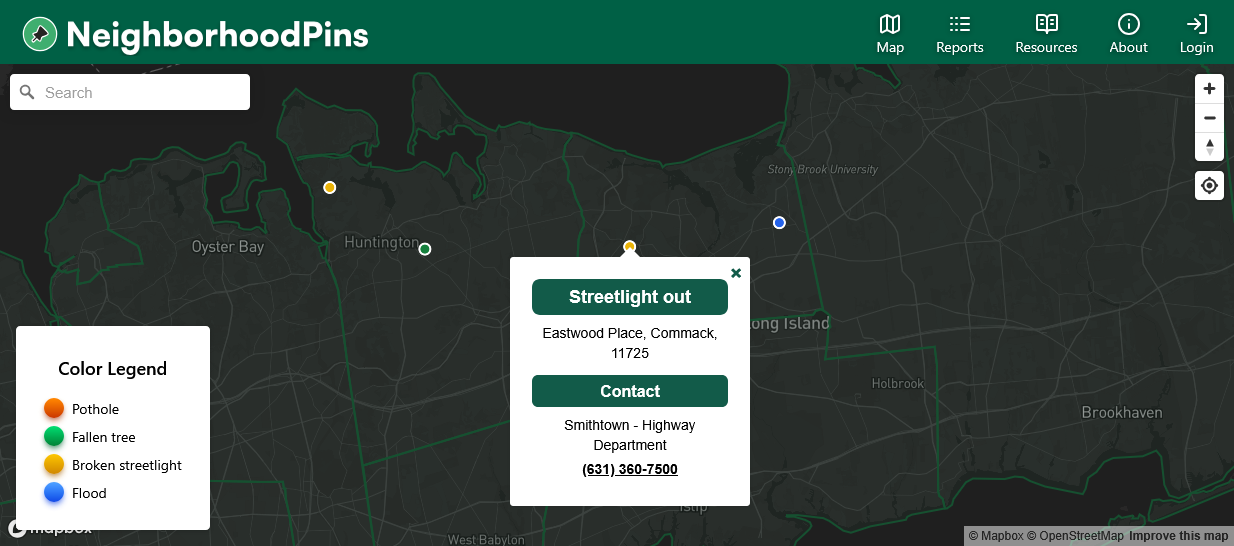 NeighborhoodPins
Map
Reports
Resources
About
Login
Search
Stony Brook University
Oyster Bay
Huntington
Streetlight out
Eastwood Place, Commack,
11725
Contact
Smithtown - Highway
Department
(631) 360-7500
Long Island
Holbrook
Brookhaven
Color Legend
Pothole
Fallen tree
Broken streetlight
Flood
mapbox
Islip
West Babylon
© Mapbox © OpenStreetMap Improve this map